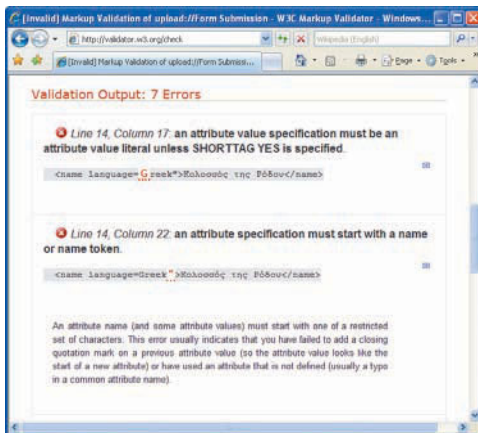 [Invalid] Markup Validation of upload://Form Submission - W3C Markup Validator - Windows...
http://validator.w3.org/check
Wikipedia (English)
[Invalid] Markup Validation of upload://Form Submissi...
Page
Tools
Validation Output: 7 Errors
Line 14, Column 17: an attribute value specification must be an
attribute value literal unless SHORTTAG YES is specified.
<name language=Greek">Κολοσσός της Ρόδου</name>
Line 14, Column 22: an attribute specification must start with a name
or name token.
<name language=Greek">Κολοσσός της Ρόδου</name>
An attribute name (and some attribute values) must start with one of a restricted
set of characters. This error usually indicates that you have failed to add a closing
quotation mark on a previous attribute value (so the attribute value looks like the
start of a new attribute) or have used an attribute that is not defined (usually a typo
in a common attribute name).